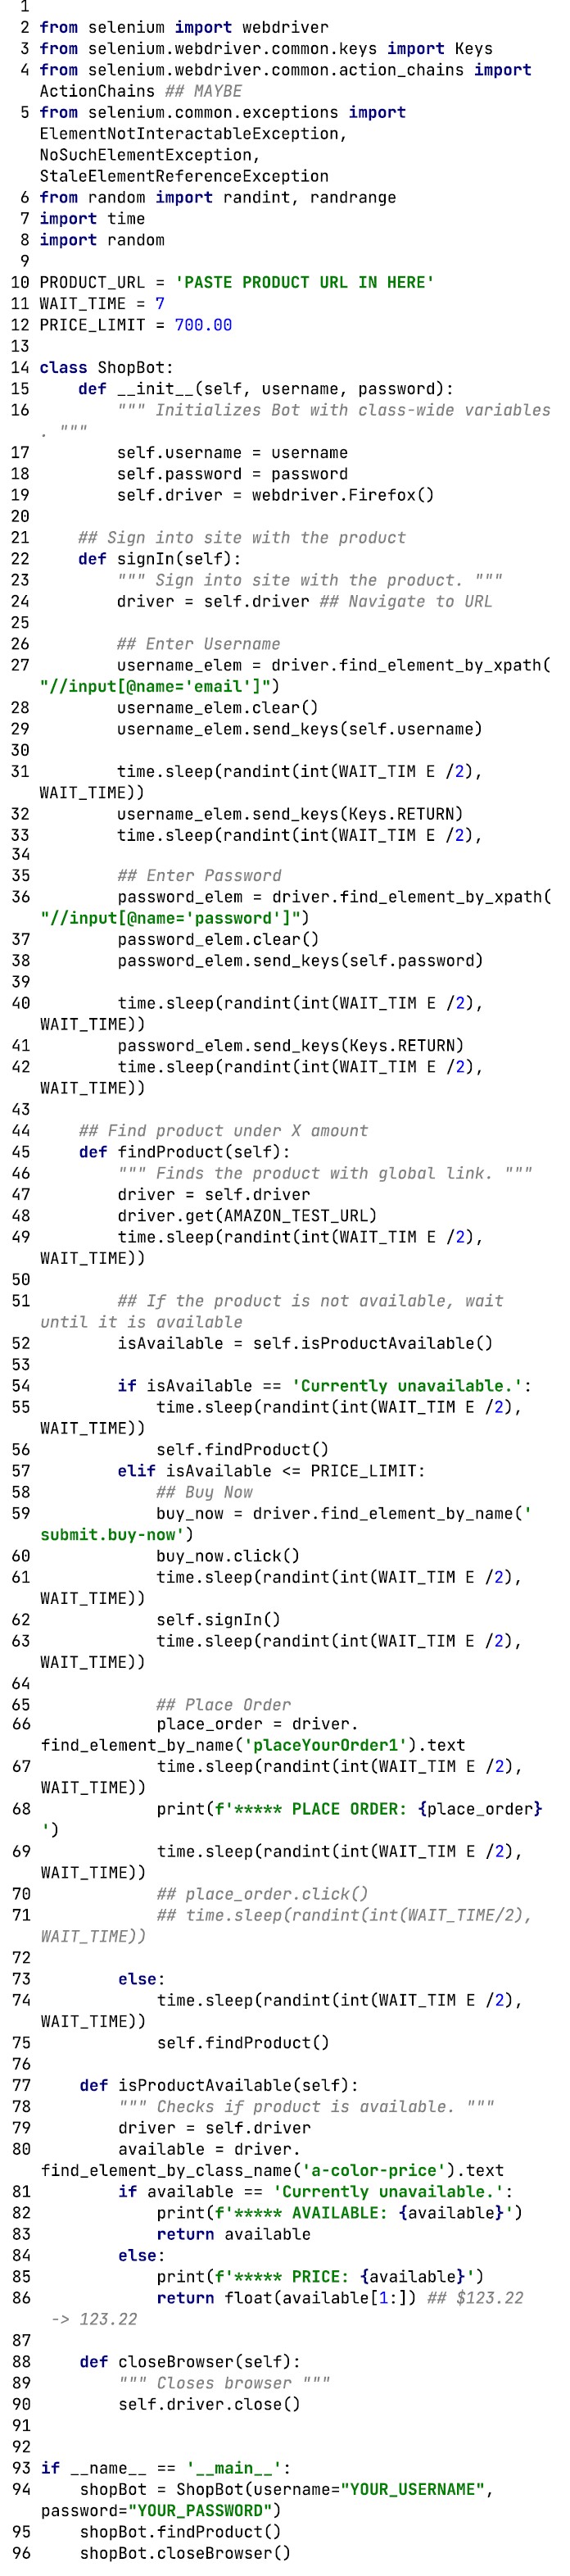 1
2 from selenium import webdriver
3 from selenium.webdriver.common.keys import Keys
4 from selenium.webdriver.common.action_chains import
ActionChains ## MAYBE
5 from selenium.common.exceptions import
ElementNotInteractableException,
NoSuchElementException,
StaleElementReferenceException
6 from random import randint, randrange
7 import time
8 import random
9
10 PRODUCT_URL = 'PASTE PRODUCT URL IN HERE'
11 WAIT_TIME = 7
12 PRICE_LIMIT = 700.00
13
14 class ShopBot:
15     def __init__(self, username, password):
16         """ Initializes Bot with class-wide variables
. """
17         self.username = username
18         self.password = password
19         self.driver = webdriver.Firefox()
20
21     ## Sign into site with the product
22     def signIn(self):
23         """ Sign into site with the product. """
24         driver = self.driver ## Navigate to URL
25
26         ## Enter Username
27         username_elem = driver.find_element_by_xpath(
"//input[@name='email']")
28         username_elem.clear()
29         username_elem.send_keys(self.username)
30
31         time.sleep(randint(int(WAIT_TIM E /2),
WAIT_TIME))
32         username_elem.send_keys(Keys.RETURN)
33         time.sleep(randint(int(WAIT_TIM E /2),
34
35         ## Enter Password
36         password_elem = driver.find_element_by_xpath(
"//input[@name='password']")
37         password_elem.clear()
38         password_elem.send_keys(self.password)
39
40         time.sleep(randint(int(WAIT_TIM E /2),
WAIT_TIME))
41         password_elem.send_keys(Keys.RETURN)
42         time.sleep(randint(int(WAIT_TIM E /2),
WAIT_TIME))
43
44     ## Find product under X amount
45     def findProduct(self):
46         """ Finds the product with global link. """
47         driver = self.driver
48         driver.get(AMAZON_TEST_URL)
49         time.sleep(randint(int(WAIT_TIM E /2),
WAIT_TIME))
50
51         ## If the product is not available, wait
until it is available
52         isAvailable = self.isProductAvailable()
53
54         if isAvailable == 'Currently unavailable.':
55             time.sleep(randint(int(WAIT_TIM E /2),
WAIT_TIME))
56             self.findProduct()
57         elif isAvailable <= PRICE_LIMIT:
58             ## Buy Now
59             buy_now = driver.find_element_by_name('
submit.buy-now')
60             buy_now.click()
61             time.sleep(randint(int(WAIT_TIM E /2),
WAIT_TIME))
62             self.signIn()
63             time.sleep(randint(int(WAIT_TIM E /2),
WAIT_TIME))
64
65             ## Place Order
66             place_order = driver.
find_element_by_name('placeYourOrder1').text
67             time.sleep(randint(int(WAIT_TIM E /2),
WAIT_TIME))
68             print(f'***** PLACE ORDER: {place_order}
')
69             time.sleep(randint(int(WAIT_TIM E /2),
WAIT_TIME))
70             ## place_order.click()
71             ## time.sleep(randint(int(WAIT_TIME/2),
WAIT_TIME))
72
73         else:
74             time.sleep(randint(int(WAIT_TIM E /2),
WAIT_TIME))
75             self.findProduct()
76
77     def isProductAvailable(self):
78         """ Checks if product is available. """
79         driver = self.driver
80         available = driver.
find_element_by_class_name('a-color-price').text
81         if available == 'Currently unavailable.':
82             print(f'***** AVAILABLE: {available}')
83             return available
84         else:
85             print(f'***** PRICE: {available}')
86             return float(available[1:]) ## $123.22
-> 123.22
87
88     def closeBrowser(self):
89         """ Closes browser """
90         self.driver.close()
91
92
93 if __name__ == '__main__':
94     shopBot = ShopBot(username="YOUR_USERNAME",
password="YOUR_PASSWORD")
95     shopBot.findProduct()
96     shopBot.closeBrowser()